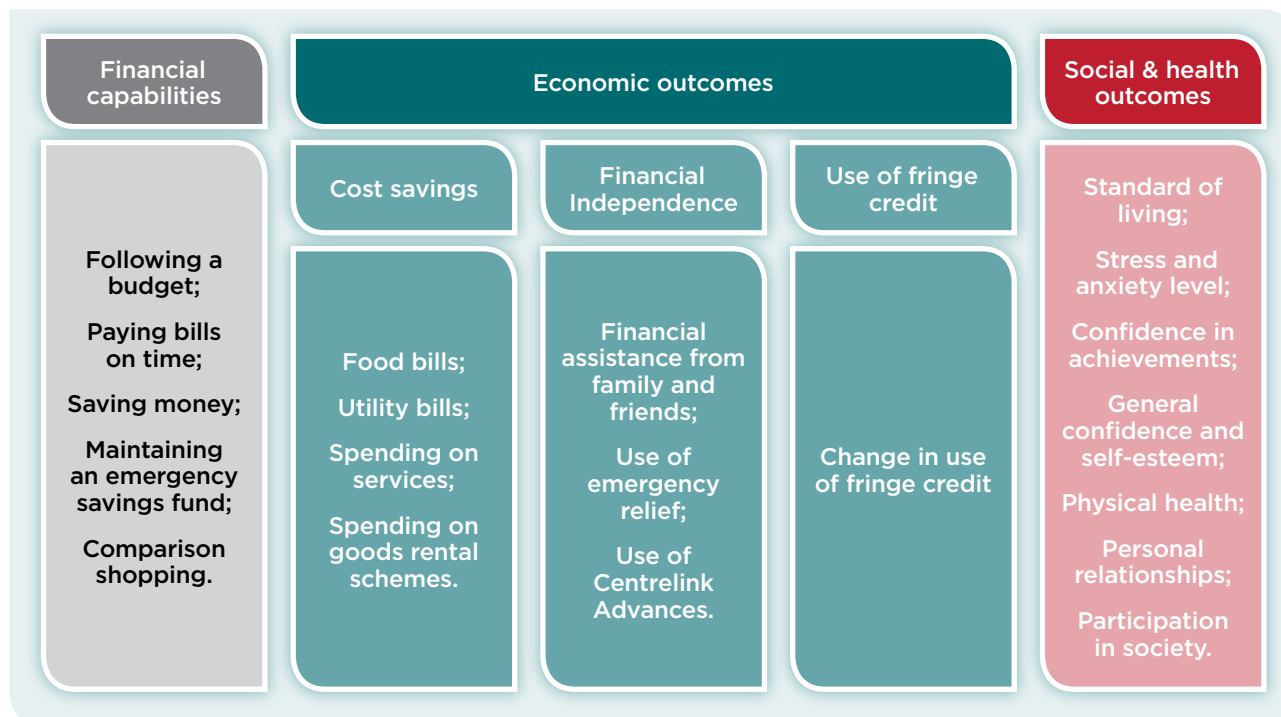 Financial
capabilities
Economic outcomes
Social & health
outcomes
Following a
budget;
Paying bills
on time;
Saving money;
Maintaining
an emergency
savings fund;
Comparison
shopping.
Cost savings
Food bills;
Utility bills;
Spending on
services;
Spending on
goods rental
schemes.
Financial
Independence
Financial
assistance from
family and
friends;
Use of
emergency
relief;
Use of
Centrelink
Advances.
Use of fringe
credit
Change in use
of fringe credit
Standard of
living;
Stress and
anxiety level;
Confidence in
achievements;
General
confidence and
self-esteem;
Physical health;
Personal
relationships;
Participation
in society.